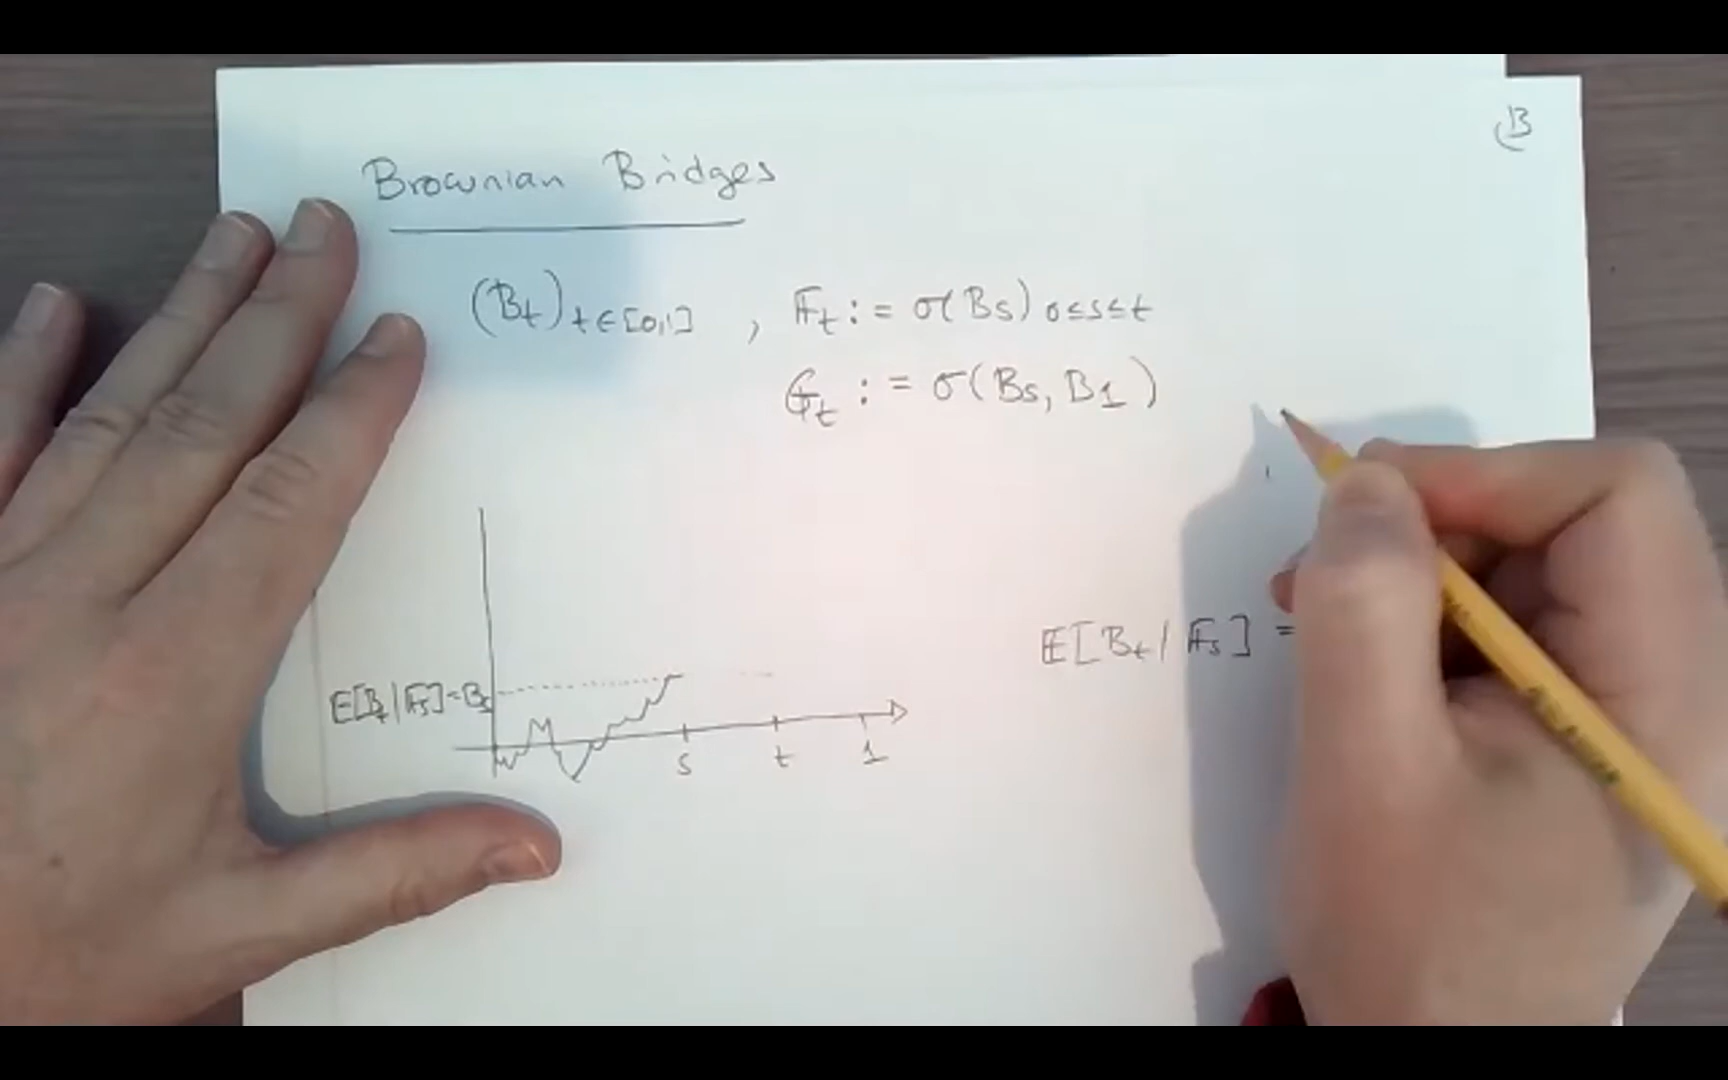 B
Brownian Bridges
(B_t)_{t∈[0,1]} , 𝔽_t := σ(B_s)_{0≤s≤t}
𝔾_t := σ(B_s, B_1)
𝔼[B_t | 𝔽_s] =
𝔼[B_t | 𝔽_s] = B_s
s t 1